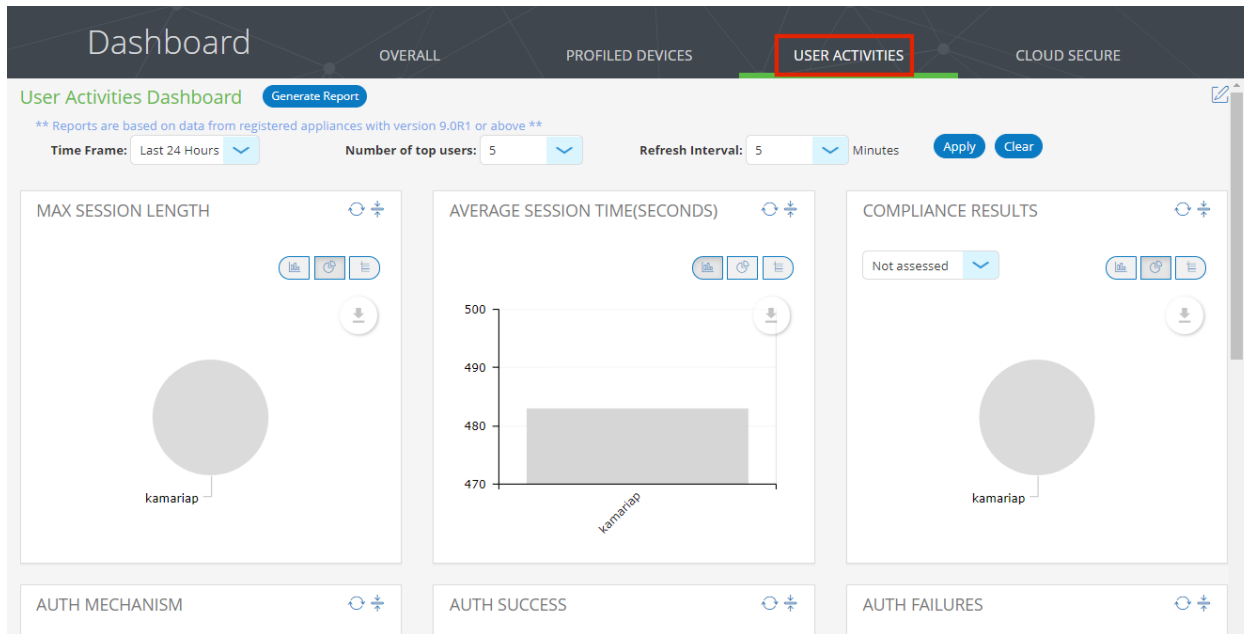 Dashboard
OVERALL PROFILED DEVICES USER ACTIVITIES CLOUD SECURE
User Activities Dashboard Generate Report
** Reports are based on data from registered appliances with version 9.0R1 or above **
Time Frame: Last 24 Hours Number of top users: 5 Refresh Interval: 5 Minutes Apply Clear
MAX SESSION LENGTH
kamariap
AVERAGE SESSION TIME(SECONDS)
500
490
480
470
kamariap
COMPLIANCE RESULTS
Not assessed
kamariap
AUTH MECHANISM
AUTH SUCCESS
AUTH FAILURES